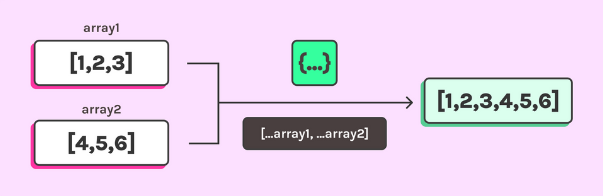 array1
[1,2,3]
array2
[4,5,6]
{...}
[...array1, ...array2]
[1,2,3,4,5,6]